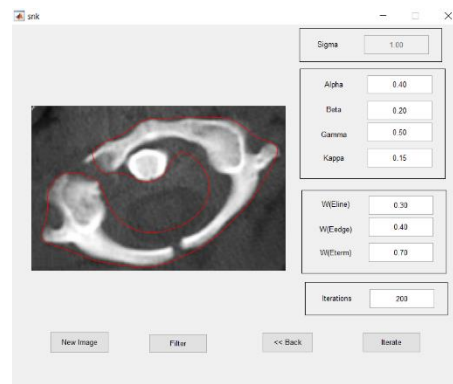 snk
Sigma 1.00
Alpha 0.40
Beta 0.20
Gamma 0.50
Kappa 0.15
W(Eline) 0.30
W(Eedge) 0.40
W(Eterm) 0.70
Iterations 200
New Image Filter << Back Iterate